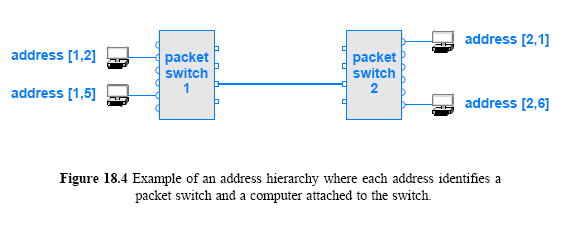 address [1,2]
address [1,5]
packet
switch
1
packet
switch
2
address [2,1]
address [2,6]
Figure 18.4 Example of an address hierarchy where each address identifies a
packet switch and a computer attached to the switch.